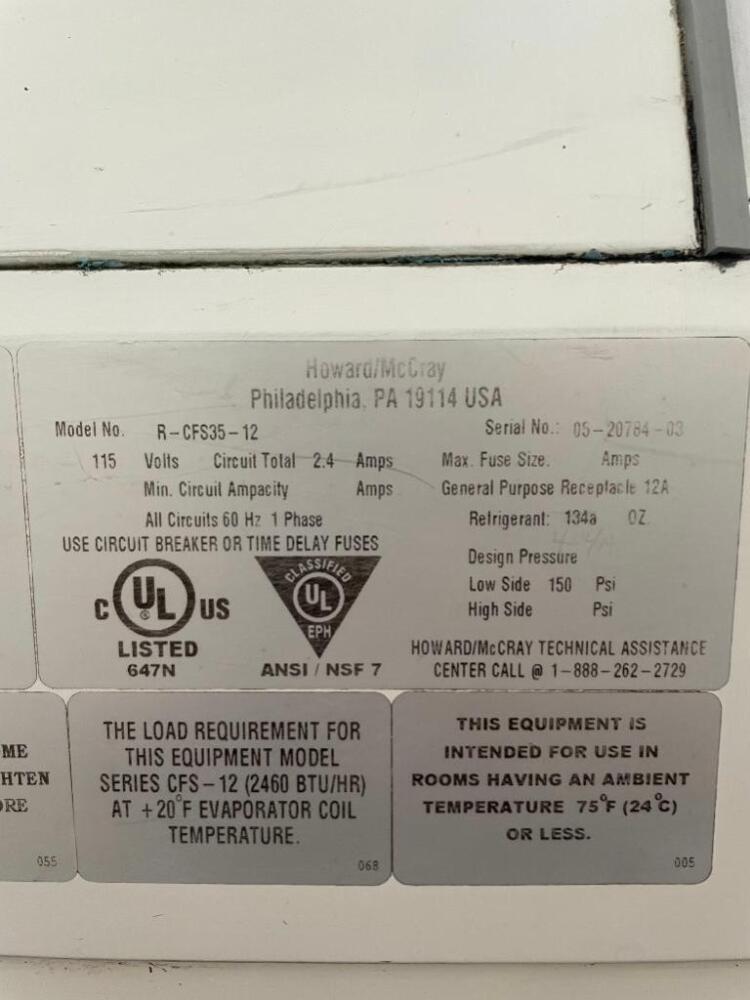 Howard/McCray
Philadelphia, PA 19114 USA
Model No. R-CFS35-12 Serial No.: 05-20784-03
115 Volts Circuit Total 2.4 Amps Max. Fuse Size. Amps
Min. Circuit Ampacity Amps General Purpose Receptacle 12A
All Circuits 60 Hz 1 Phase Refrigerant: 134a OZ.
USE CIRCUIT BREAKER OR TIME DELAY FUSES
Design Pressure
Low Side 150 Psi
High Side Psi
C UL US
LISTED
647N
CLASSIFIED
UL
EPH
ANSI / NSF 7
HOWARD/McCRAY TECHNICAL ASSISTANCE
CENTER CALL @ 1-888-262-2729
ME
HTEN
ORE
055
THE LOAD REQUIREMENT FOR
THIS EQUIPMENT MODEL
SERIES CFS-12 (2460 BTU/HR)
AT +20°F EVAPORATOR COIL
TEMPERATURE.
068
THIS EQUIPMENT IS
INTENDED FOR USE IN
ROOMS HAVING AN AMBIENT
TEMPERATURE 75°F (24°C)
OR LESS.
005